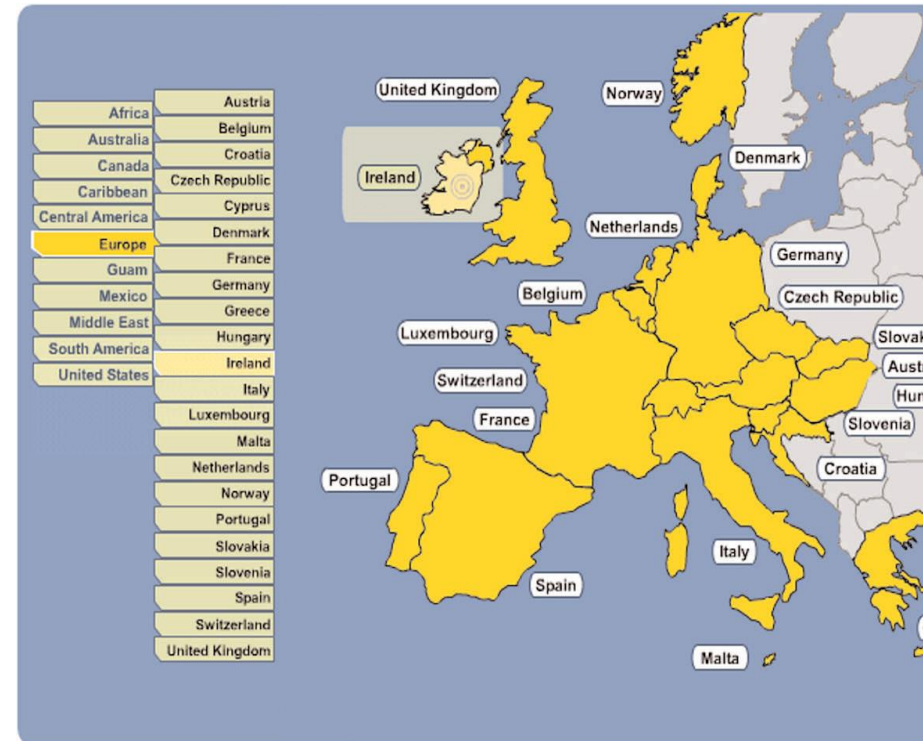 Africa
Australia
Canada
Caribbean
Central America
Europe
Guam
Mexico
Middle East
South America
United States
Austria
Belgium
Croatia
Czech Republic
Cyprus
Denmark
France
Germany
Greece
Hungary
Ireland
Italy
Luxembourg
Malta
Netherlands
Norway
Portugal
Slovakia
Slovenia
Spain
Switzerland
United Kingdom
United Kingdom
Norway
Ireland
Denmark
Netherlands
Germany
Belgium
Czech Republic
Luxembourg
Slovak
Austr
Switzerland
Hun
France
Slovenia
Croatia
Portugal
Italy
Spain
Malta